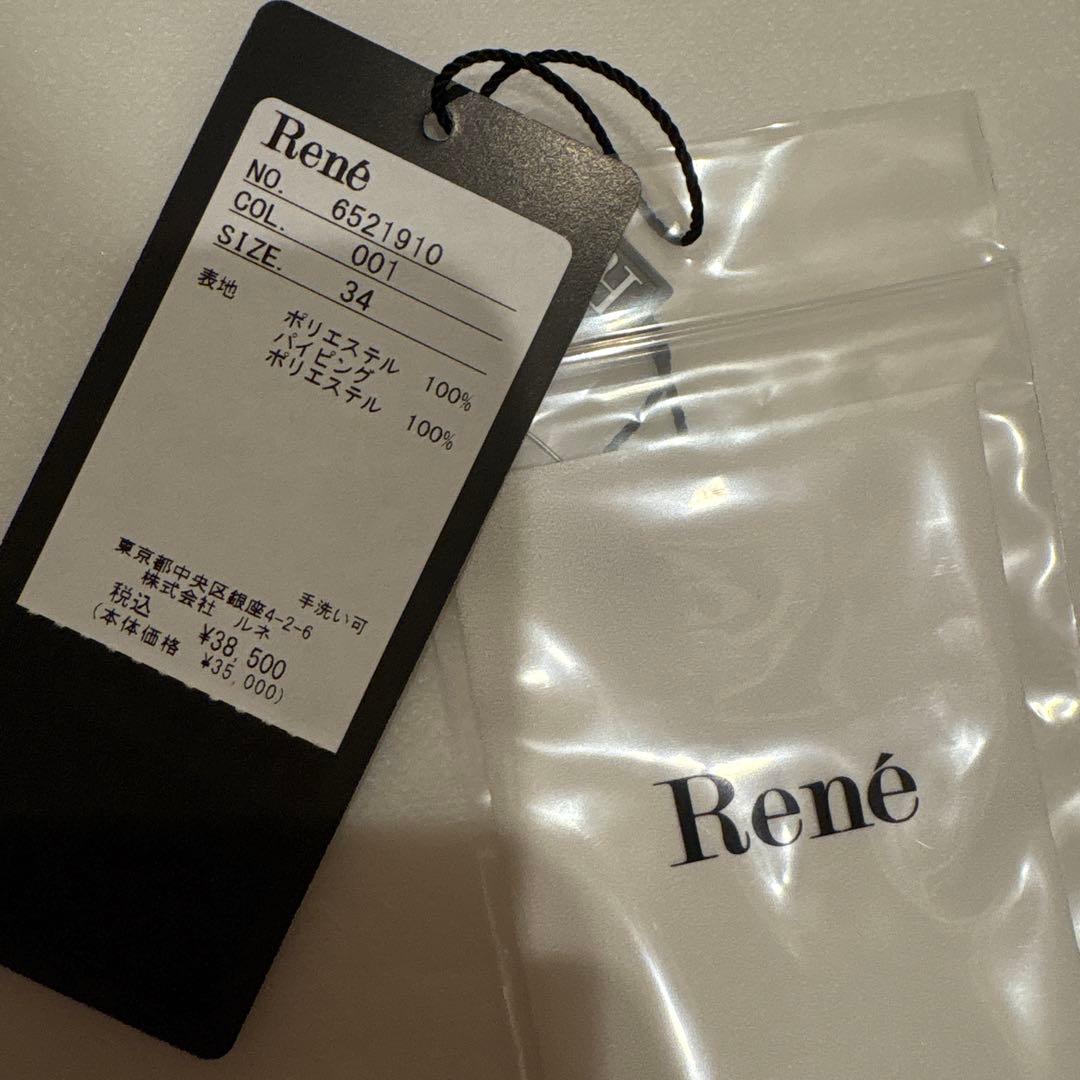 René
NO. 6521910
COL. 001
SIZE. 34
表地
ポリエステル 100%
パイピング
ポリエステル 100%
手洗い可
東京都中央区銀座4-2-6
株式会社 ルネ
税込 ¥38,500
(本体価格 ¥35,000)
René